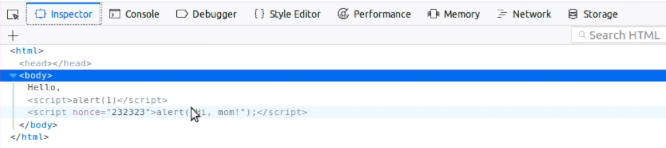 Inspector Console Debugger { } Style Editor Performance Memory Network Storage
+ Search HTML
<html>
<head></head>
<body>
Hello,
<script>alert(1)</script>
<script nonce="232323">alert("Hi, mom!");</script>
</body>
</html>